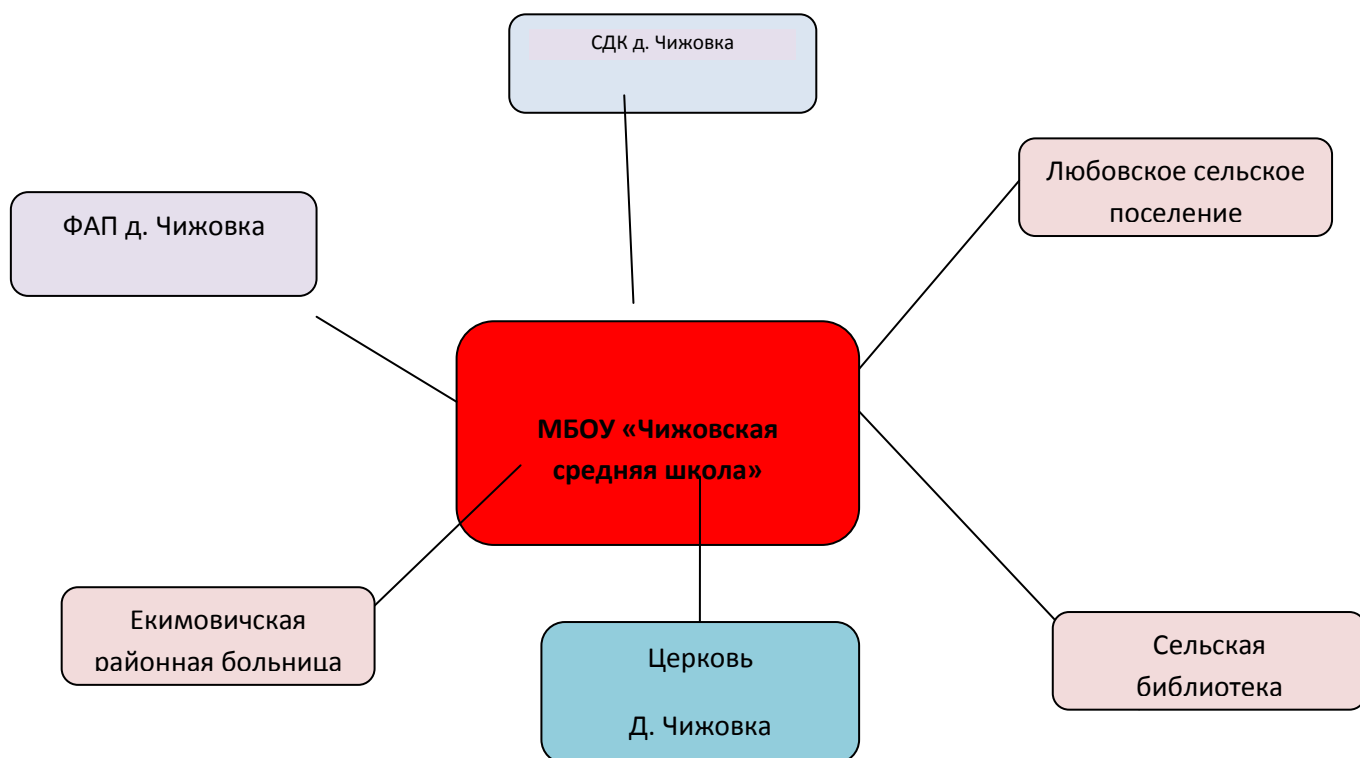 СДК д. Чижовка
Любовское сельское
поселение
ФАП д. Чижовка
МБОУ «Чижовская
средняя школа»
Екимовичская
районная больница
Церковь
Д. Чижовка
Сельская
библиотека